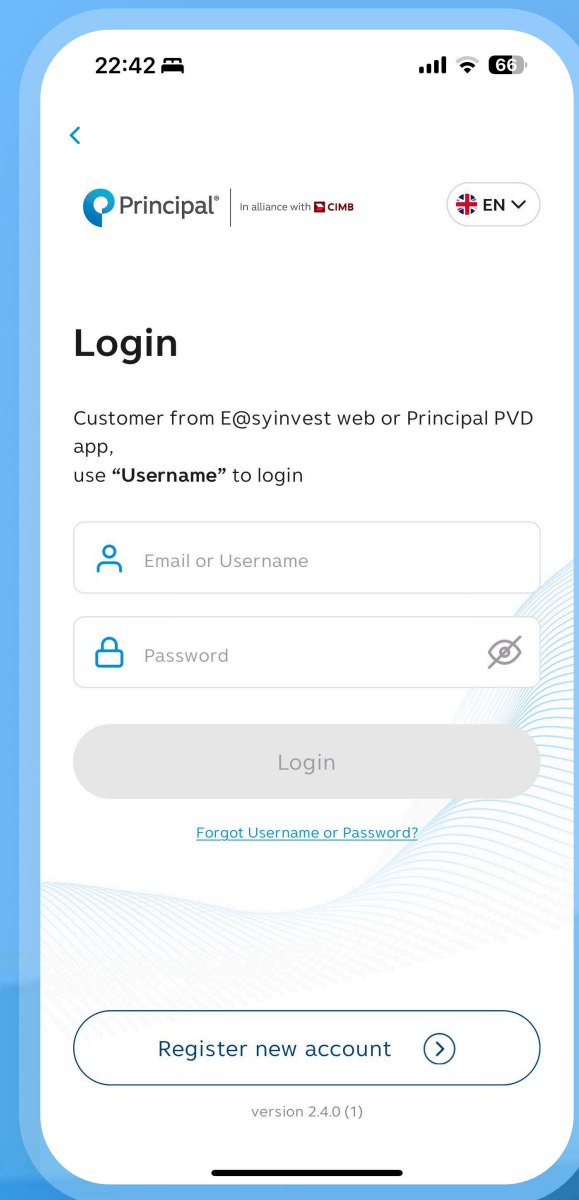 22:42
66
Principal®
In alliance with CIMB
EN
Login
Customer from E@syinvest web or Principal PVD
app,
use “Username” to login
Email or Username
Password
Login
Forgot Username or Password?
Register new account
version 2.4.0 (1)